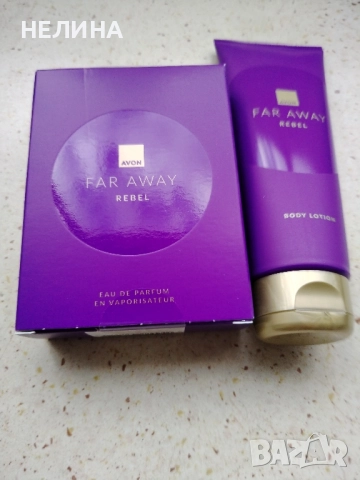 НЕЛИНА
AVON
FAR AWAY
REBEL
EAU DE PARFUM
EN VAPORISATEUR
FAR AWAY
REBEL
BODY LOTION
BAZAR.BG